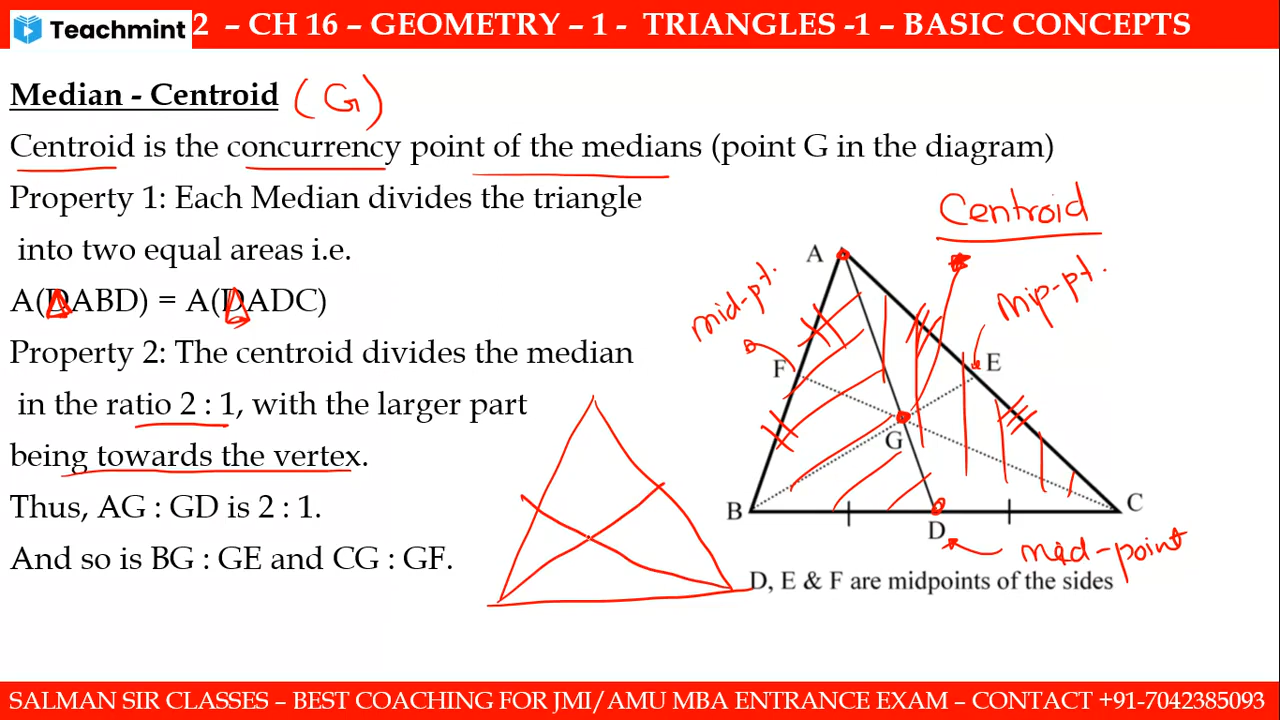 Teachmint
2 – CH 16 – GEOMETRY – 1 - TRIANGLES -1 – BASIC CONCEPTS
Median - Centroid (G)
Centroid is the concurrency point of the medians (point G in the diagram)
Property 1: Each Median divides the triangle
into two equal areas i.e.
A(ΔABD) = A(ΔADC)
Property 2: The centroid divides the median
in the ratio 2 : 1, with the larger part
being towards the vertex.
Thus, AG : GD is 2 : 1.
And so is BG : GE and CG : GF.
Centroid
A
mid-pt.
mip-pt.
F
E
G
B
C
D
mid-point
D, E & F are midpoints of the sides
SALMAN SIR CLASSES – BEST COACHING FOR JMI/AMU MBA ENTRANCE EXAM – CONTACT +91-7042385093